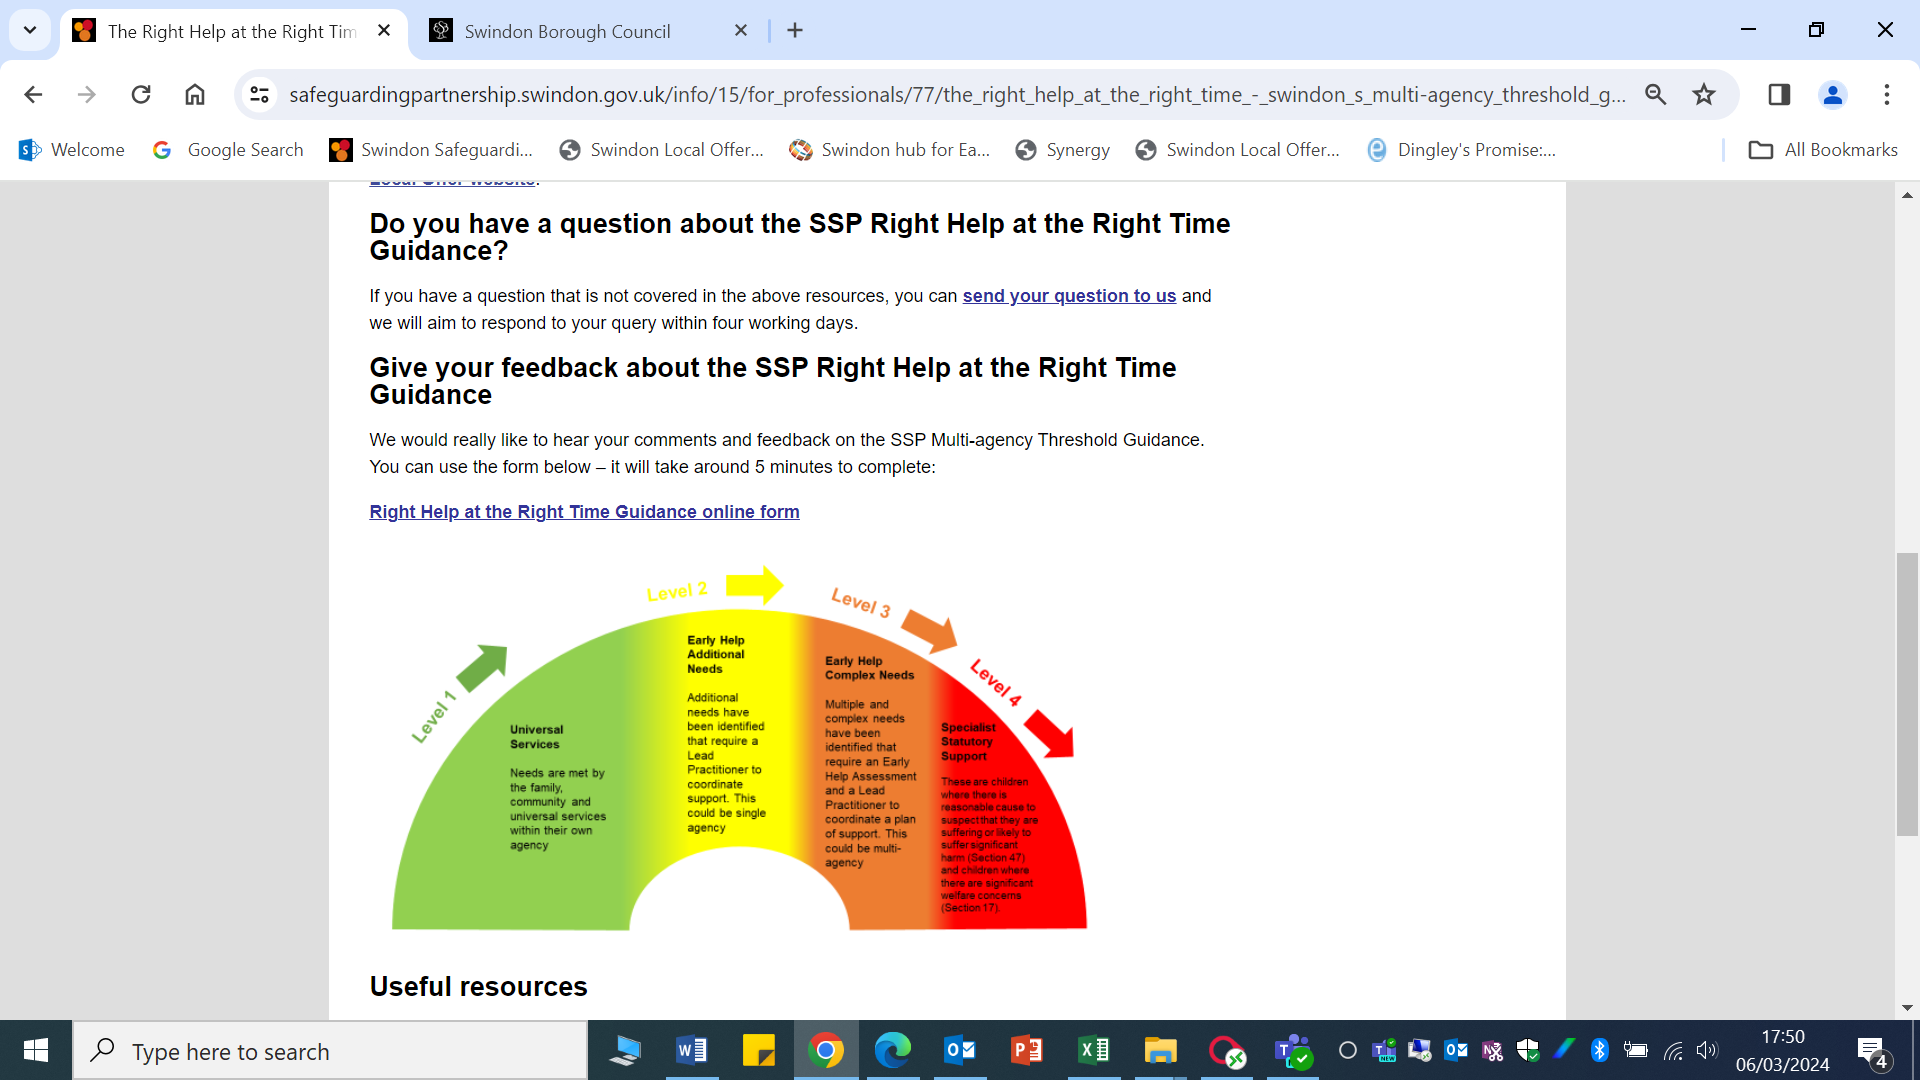 The Right Help at the Right Tim
Swindon Borough Council
safeguardingpartnership.swindon.gov.uk/info/15/for_professionals/77/the_right_help_at_the_right_time_-_swindon_s_multi-agency_threshold_g...
Welcome
Google Search
Swindon Safeguardi...
Swindon Local Offer...
Swindon hub for Ea...
Synergy
Swindon Local Offer...
Dingley's Promise:...
All Bookmarks
Local Offer website.
Do you have a question about the SSP Right Help at the Right Time
Guidance?
If you have a question that is not covered in the above resources, you can send your question to us and
we will aim to respond to your query within four working days.
Give your feedback about the SSP Right Help at the Right Time
Guidance
We would really like to hear your comments and feedback on the SSP Multi-agency Threshold Guidance.
You can use the form below – it will take around 5 minutes to complete:
Right Help at the Right Time Guidance online form
Level 1
Universal
Services
Needs are met by
the family,
community and
universal services
within their own
agency
Level 2
Early Help
Additional
Needs
Additional
needs have
been identified
that require a
Lead
Practitioner to
coordinate
support. This
could be single
agency
Level 3
Early Help
Complex Needs
Multiple and
complex needs
have been
identified that
require an Early
Help Assessment
and a Lead
Practitioner to
coordinate a plan
of support. This
could be multi-
agency
Level 4
Specialist
Statutory
Support
These are children
where there is
reasonable cause to
suspect that they are
suffering or likely to
suffer significant
harm (Section 47)
and children where
there are significant
welfare concerns
(Section 17).
Useful resources
Type here to search
17:50
06/03/2024
4